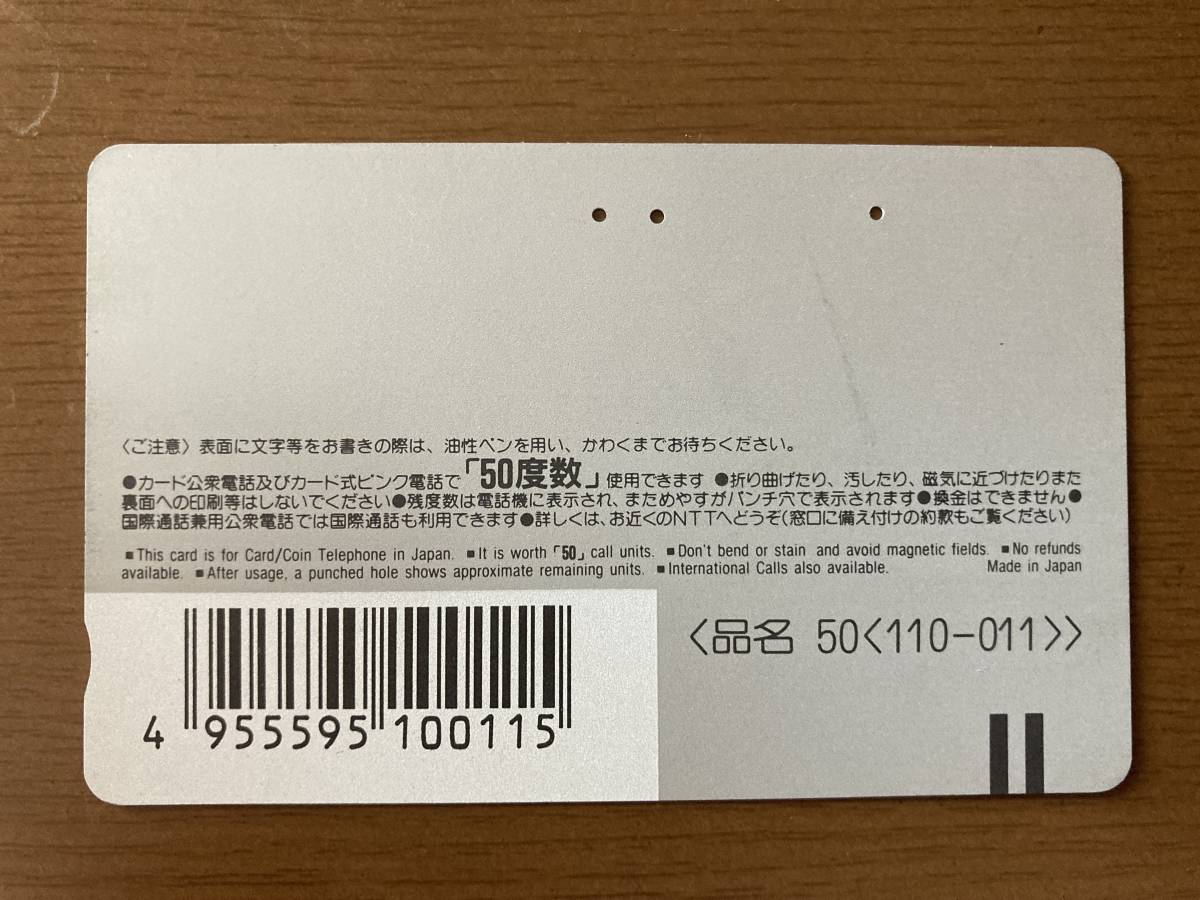 〈ご注意〉表面に文字等をお書きの際は、油性ペンを用い、かわくまでお待ちください。
●カード公衆電話及びカード式ピンク電話で「50度数」使用できます ●折り曲げたり、汚したり、磁気に近づけたりまた
裏面への印刷等はしないでください●残度数は電話機に表示され、まためやすがパンチ穴で表示されます●換金はできません●
国際通話兼用公衆電話では国際通話も利用できます●詳しくは、お近くのNTTへどうぞ(窓口に備え付けの約款もご覧ください)
■This card is for Card/Coin Telephone in Japan. ■It is worth「50」call units. ■Don't bend or stain and avoid magnetic fields. ■No refunds
available. ■After usage, a punched hole shows approximate remaining units. ■International Calls also available. Made in Japan
〈品名 50〈110-011〉〉
4 955595 100115